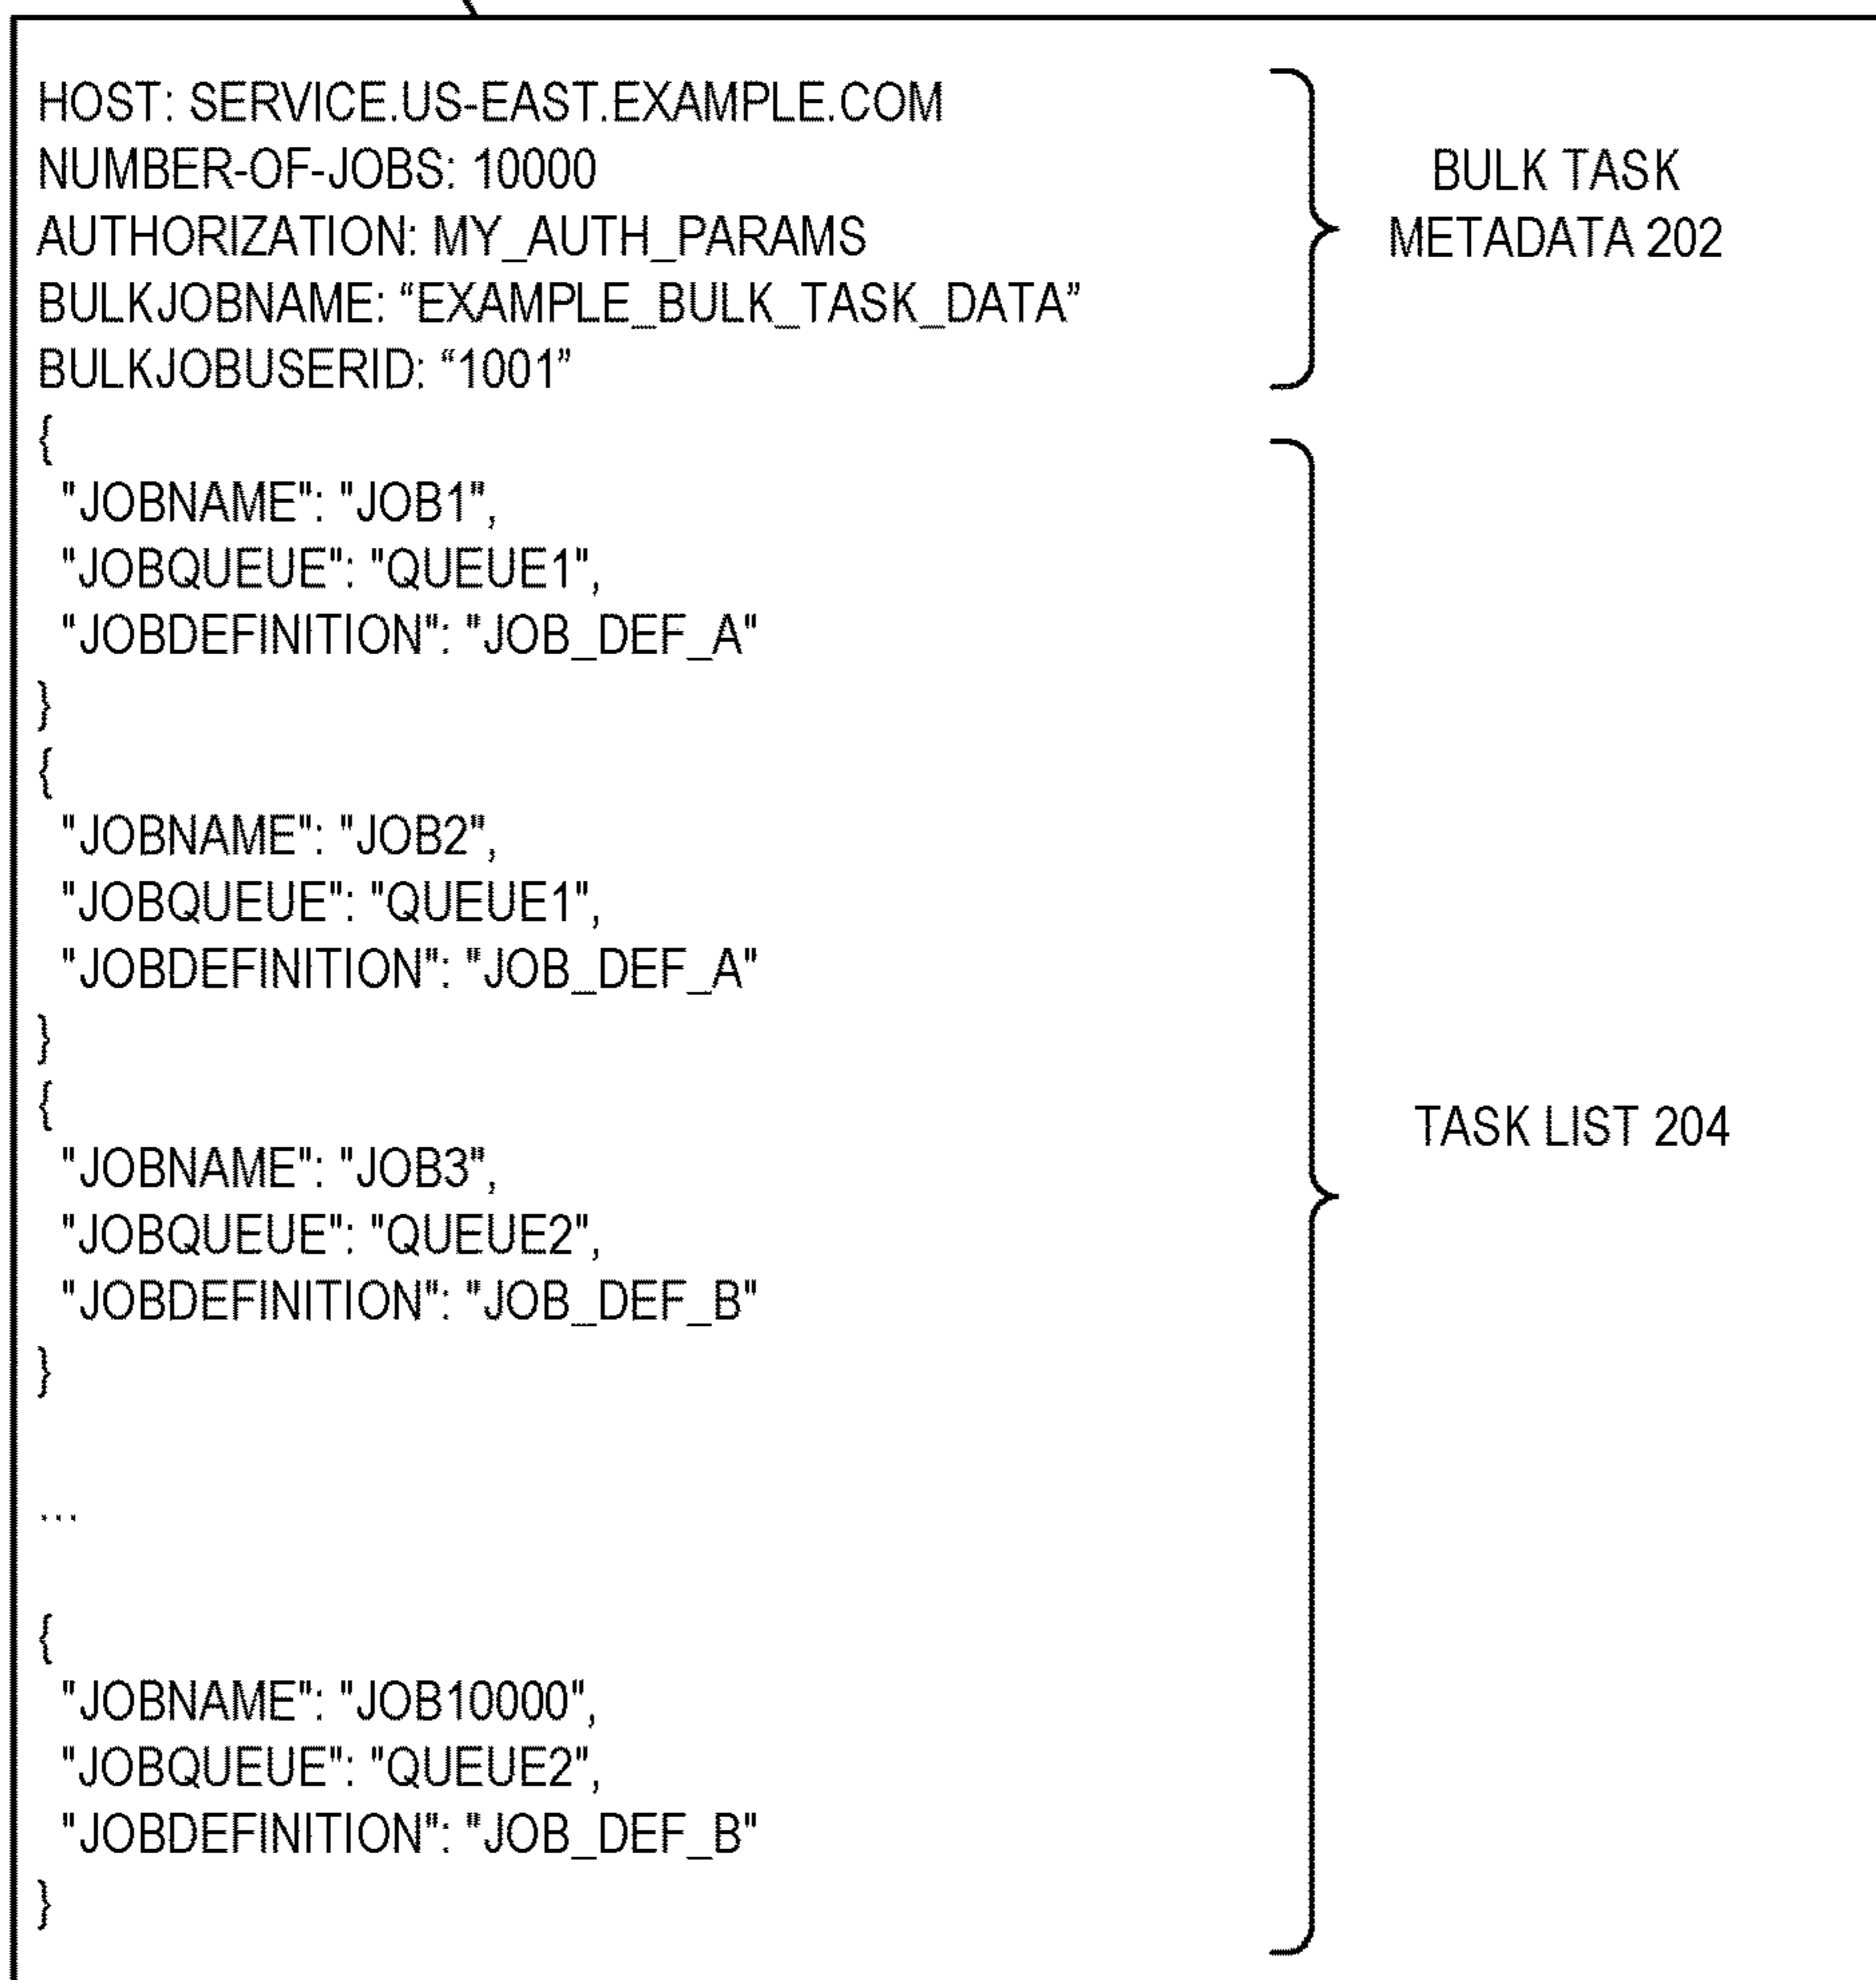 HOST: SERVICE.US-EAST.EXAMPLE.COM
NUMBER-OF-JOBS: 10000
AUTHORIZATION: MY_AUTH_PARAMS
BULKJOBNAME: “EXAMPLE_BULK_TASK_DATA”
BULKJOBUSERID: “1001”
BULK TASK
METADATA 202
{
"JOBNAME": "JOB1",
"JOBQUEUE": "QUEUE1",
"JOBDEFINITION": "JOB_DEF_A"
}
{
"JOBNAME": "JOB2",
"JOBQUEUE": "QUEUE1",
"JOBDEFINITION": "JOB_DEF_A"
}
{
"JOBNAME": "JOB3",
"JOBQUEUE": "QUEUE2",
"JOBDEFINITION": "JOB_DEF_B"
}
...
{
"JOBNAME": "JOB10000",
"JOBQUEUE": "QUEUE2",
"JOBDEFINITION": "JOB_DEF_B"
}
TASK LIST 204